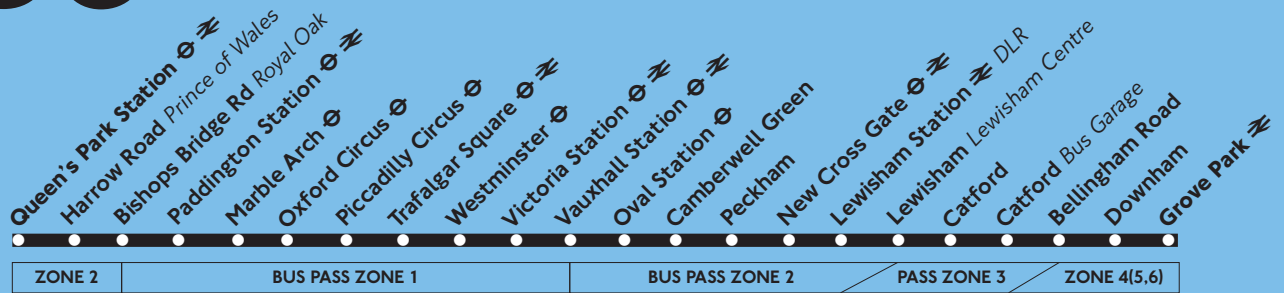 Queen's Park Station
Harrow Road Prince of Wales
Bishops Bridge Rd Royal Oak
Paddington Station
Marble Arch
Oxford Circus
Piccadilly Circus
Trafalgar Square
Westminster
Victoria Station
Vauxhall Station
Oval Station
Camberwell Green
Peckham
New Cross Gate
Lewisham Station DLR
Lewisham Lewisham Centre
Catford
Catford Bus Garage
Bellingham Road
Downham
Grove Park
ZONE 2
BUS PASS ZONE 1
BUS PASS ZONE 2
PASS ZONE 3
ZONE 4(5,6)